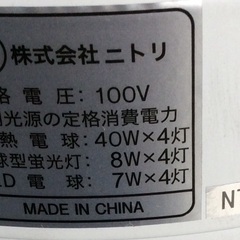 株式会社ニトリ
格電圧:100V
光源の定格消費電力
熱電球:40W×4灯
球型蛍光灯:8W×4灯
D電球:7W×4灯
MADE IN CHINA
N